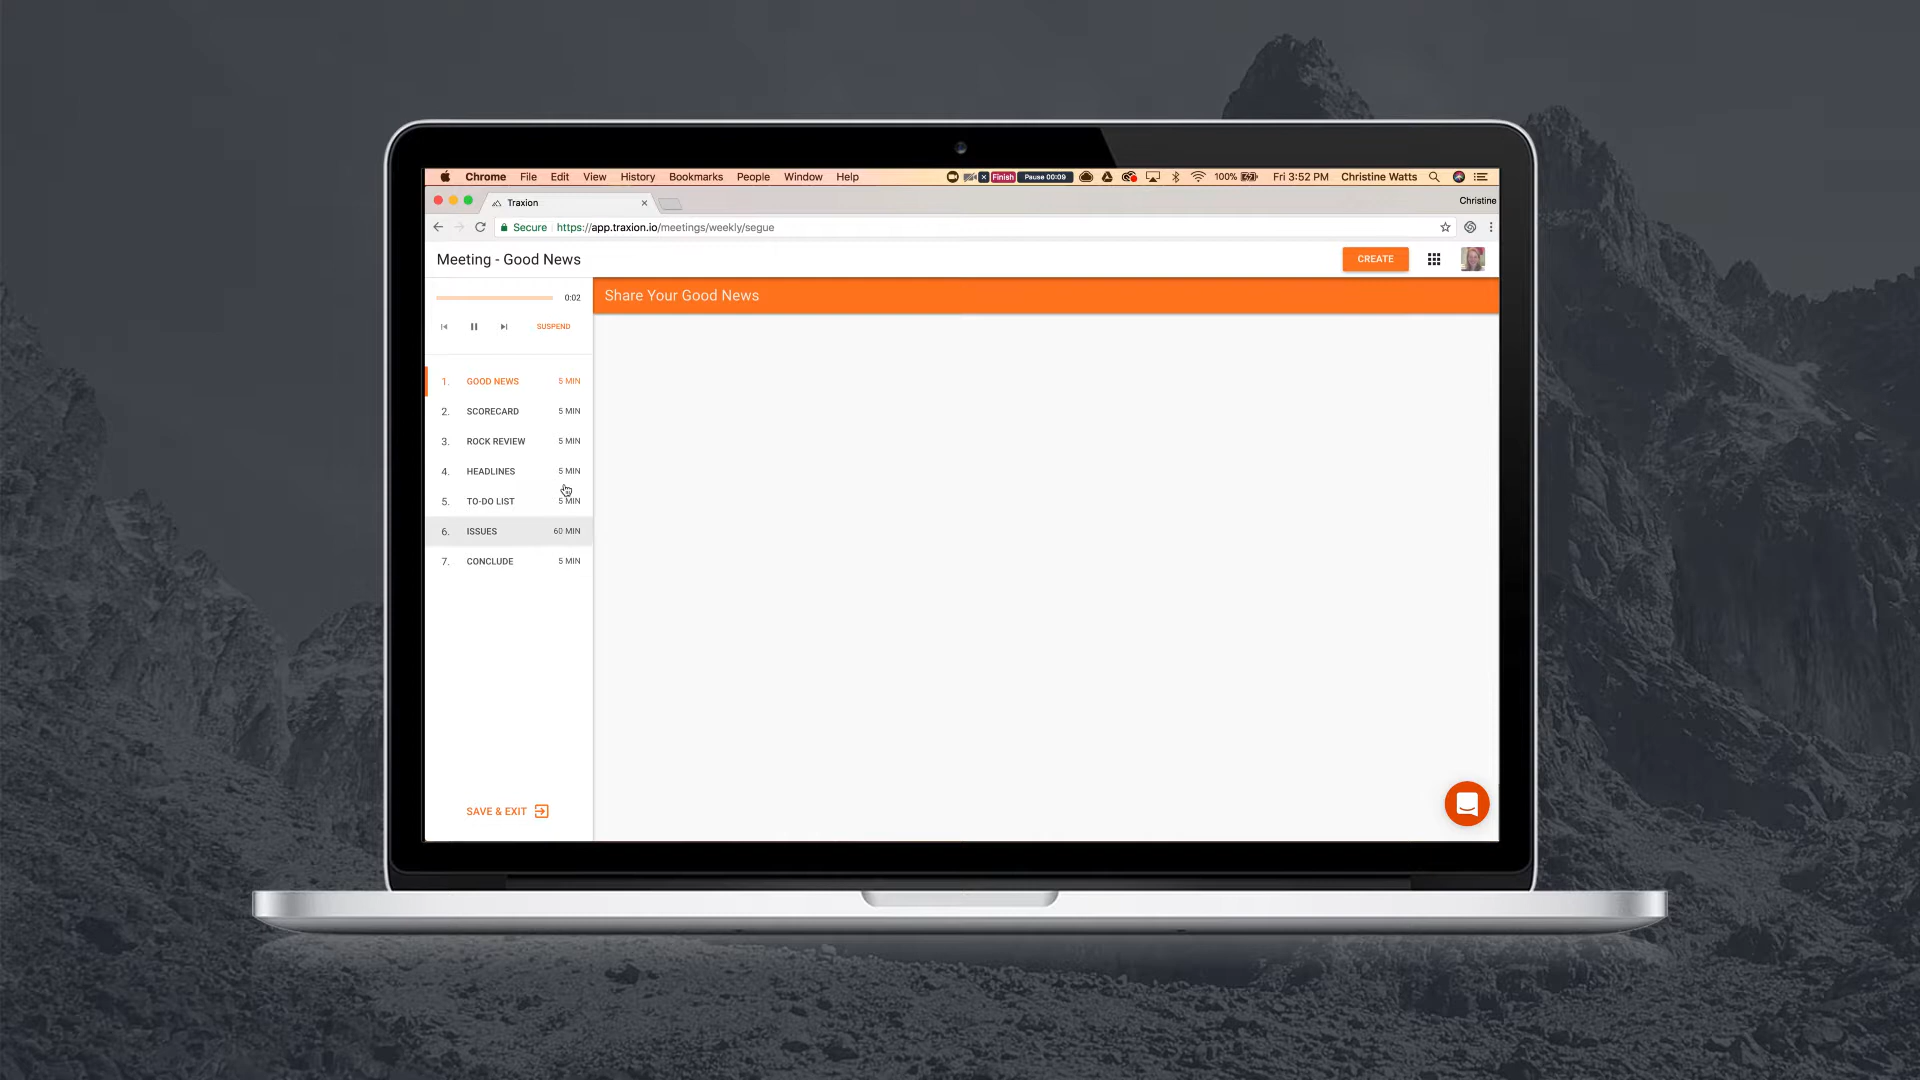 Chrome File Edit View History Bookmarks People Window Help Finish Pause 00:09 100% Fri 3:52 PM Christine Watts
Traxion
Christine
Secure https://app.traxion.io/meetings/weekly/segue
Meeting - Good News
CREATE
0:02
Share Your Good News
SUSPEND
1. GOOD NEWS 5 MIN
2. SCORECARD 5 MIN
3. ROCK REVIEW 5 MIN
4. HEADLINES 5 MIN
5. TO-DO LIST 5 MIN
6. ISSUES 60 MIN
7. CONCLUDE 5 MIN
SAVE & EXIT